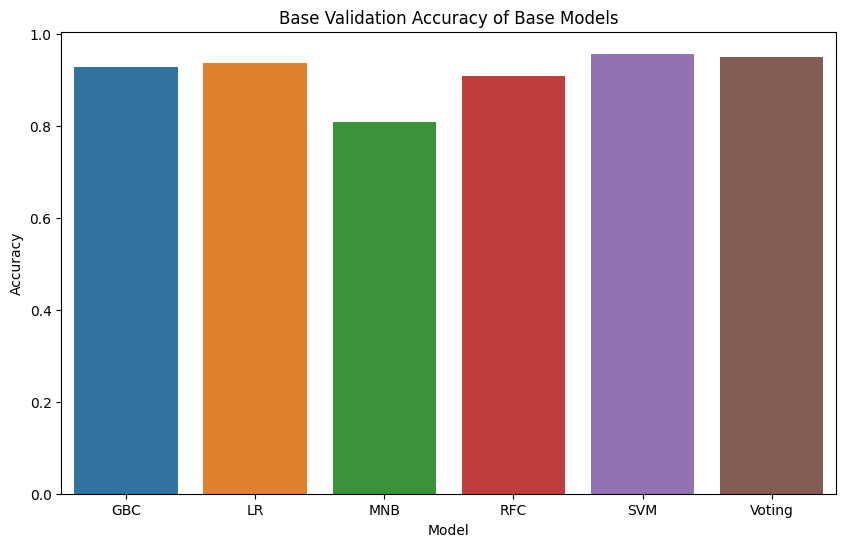 Base Validation Accuracy of Base Models
1.0
0.8
0.6
0.4
0.2
0.0
Accuracy
GBC LR MNB RFC SVM Voting
Model